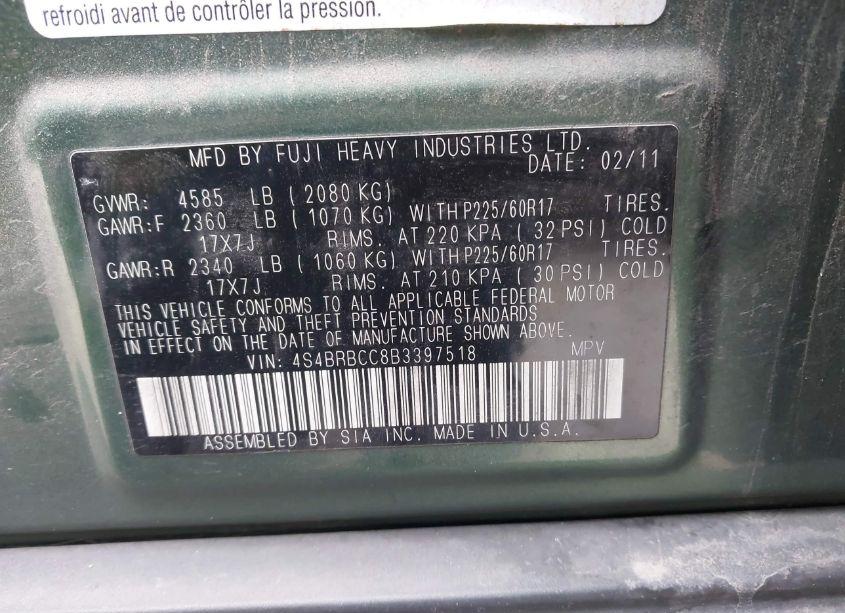 refroidi avant de contrôler la pression.
MFD BY FUJI HEAVY INDUSTRIES LTD.
DATE: 02/11
GVWR: 4585 LB ( 2080 KG)
GAWR:F 2360 LB ( 1070 KG) WITH P225/60R17 TIRES.
17X7J RIMS. AT 220 KPA ( 32 PSI) COLD
GAWR:R 2340 LB ( 1060 KG) WITH P225/60R17 TIRES.
17X7J RIMS. AT 210 KPA ( 30 PSI) COLD
THIS VEHICLE CONFORMS TO ALL APPLICABLE FEDERAL MOTOR
VEHICLE SAFETY AND THEFT PREVENTION STANDARDS
IN EFFECT ON THE DATE OF MANUFACTURE SHOWN ABOVE.
VIN: 4S4BRBCC8B3397518 MPV
ASSEMBLED BY SIA INC. MADE IN U.S.A.